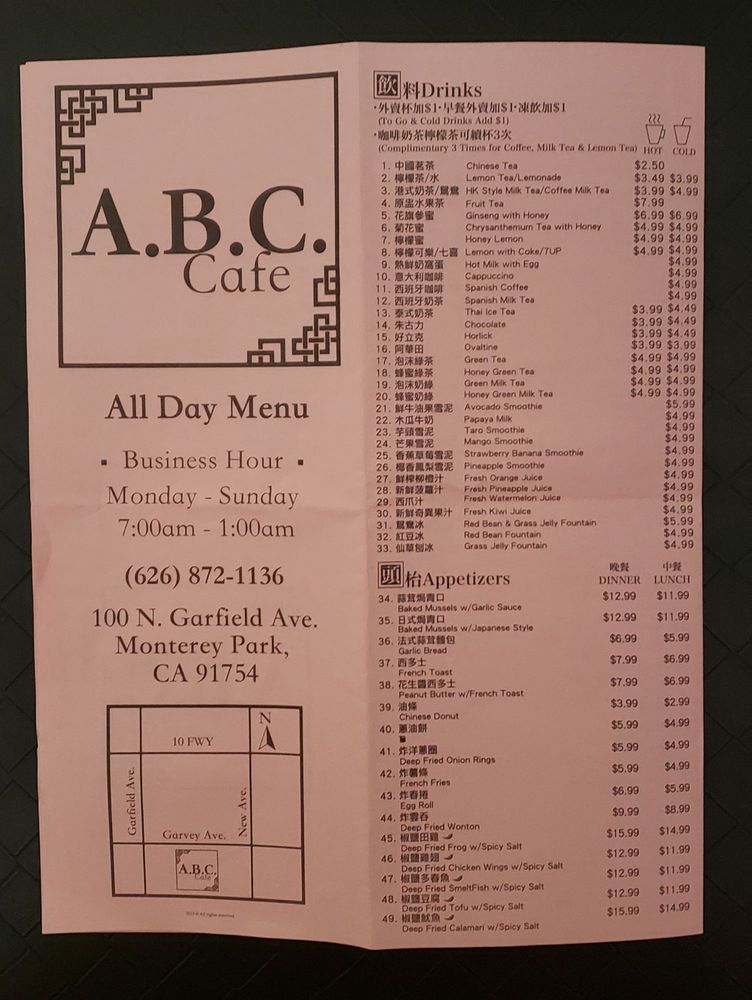 A.B.C.
Cafe
All Day Menu
▪ Business Hour ▪
Monday - Sunday
7:00am - 1:00am
(626) 872-1136
100 N. Garfield Ave.
Monterey Park,
CA 91754
N
10 FWY
Garfield Ave.
New Ave.
Garvey Ave.
A.B.C.
Cafe
飲料Drinks
·外賣杯加$1·早餐外賣加$1·凍飲加$1
(To Go & Cold Drinks Add $1)
·咖啡奶茶檸檬茶可續杯3次
(Complimentary 3 Times for Coffee, Milk Tea & Lemon Tea) HOT COLD
1. 中國茗茶 Chinese Tea $2.50
2. 檸檬茶/水 Lemon Tea/Lemonade $3.49 $3.99
3. 港式奶茶/鴛鴦 HK Style Milk Tea/Coffee Milk Tea $3.99 $4.99
4. 原盅水果茶 Fruit Tea $7.99
5. 花旗參蜜 Ginseng with Honey $6.99 $6.99
6. 菊花蜜 Chrysanthemum Tea with Honey $4.99 $4.99
7. 檸檬蜜 Honey Lemon $4.99 $4.99
8. 檸檬可樂/七喜 Lemon with Coke/7UP $4.99 $4.99
9. 熱鮮奶窩蛋 Hot Milk with Egg $4.99
10. 意大利咖啡 Cappuccino $4.99
11. 西班牙咖啡 Spanish Coffee $4.99
12. 西班牙奶茶 Spanish Milk Tea $4.99
13. 泰式奶茶 Thai Ice Tea $3.99 $4.49
14. 朱古力 Chocolate $3.99 $4.49
15. 好立克 Horlick $3.99 $4.49
16. 阿華田 Ovaltine $3.99 $3.99
17. 泡沫綠茶 Green Tea $4.99 $4.99
18. 蜂蜜綠茶 Honey Green Tea $4.99 $4.99
19. 泡沫奶綠 Green Milk Tea $4.99 $4.99
20. 蜂蜜奶綠 Honey Green Milk Tea $4.99 $4.99
21. 鮮牛油果雪泥 Avocado Smoothie $5.99
22. 木瓜牛奶 Papaya Milk $4.99
23. 芋頭雪泥 Taro Smoothie $4.99
24. 芒果雪泥 Mango Smoothie $4.99
25. 香蕉草莓雪泥 Strawberry Banana Smoothie $4.99
26. 椰香鳳梨雪泥 Pineapple Smoothie $4.99
27. 鮮榨柳橙汁 Fresh Orange Juice $4.99
28. 新鮮菠蘿汁 Fresh Pineapple Juice $4.99
29. 西爪汁 Fresh Watermelon Juice $4.99
30. 新鮮奇異果汁 Fresh Kiwi Juice $4.99
31. 鴛鴦冰 Red Bean & Grass Jelly Fountain $5.99
32. 紅豆冰 Red Bean Fountain $4.99
33. 仙草刨冰 Grass Jelly Fountain $4.99
頭枱Appetizers
晚餐 中餐
DINNER LUNCH
34. 蒜茸焗青口 $12.99 $11.99
Baked Mussels w/Garlic Sauce
35. 日式焗青口 $12.99 $11.99
Baked Mussels w/Japanese Style
36. 法式蒜茸麵包 $6.99 $5.99
Garlic Bread
37. 西多士 $7.99 $6.99
French Toast
38. 花生醬西多士 $7.99 $6.99
Peanut Butter w/French Toast
39. 油條 $3.99 $2.99
Chinese Donut
40. 蔥油餅 $5.99 $4.99
41. 炸洋蔥圈 $5.99 $4.99
Deep Fried Onion Rings
42. 炸薯條 $5.99 $4.99
French Fries
43. 炸春捲 $6.99 $5.99
Egg Roll
44. 炸雲吞 $9.99 $8.99
Deep Fried Wonton
45. 椒鹽田雞 $15.99 $14.99
Deep Fried Frog w/Spicy Salt
46. 椒鹽雞翅 $12.99 $11.99
Deep Fried Chicken Wings w/Spicy Salt
47. 椒鹽多春魚 $12.99 $11.99
Deep Fried SmeltFish w/Spicy Salt
48. 椒鹽豆腐 $12.99 $11.99
Deep Fried Tofu w/Spicy Salt
49. 椒鹽魷魚 $15.99 $14.99
Deep Fried Calamari w/Spicy Salt